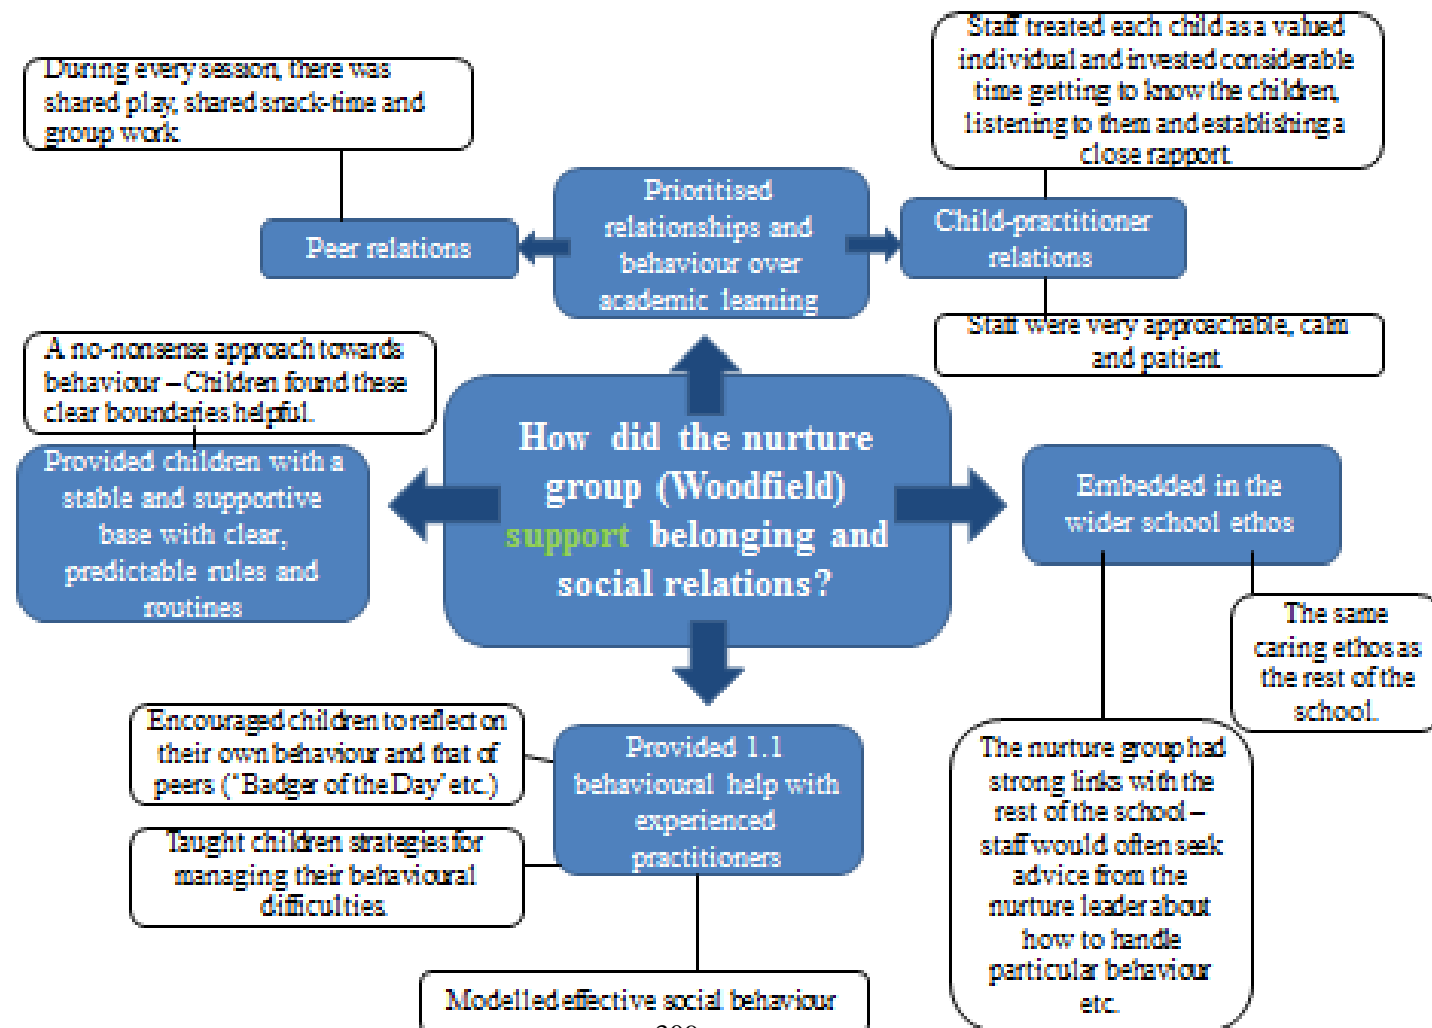 During every session, there was
shared play, shared snack-time and
group work.
Staff treated each child as a valued
individual and invested considerable
time getting to know the children,
listening to them and establishing a
close rapport.
Prioritised
relationships and
behaviour over
academic learning
Peer relations
Child-practitioner
relations
Staff were very approachable, calm
and patient.
A no-nonsense approach towards
behaviour – Children found these
clear boundaries helpful.
How did the nurture
group (Woodfield)
support belonging and
social relations?
Provided children with a
stable and supportive
base with clear,
predictable rules and
routines
Embedded in the
wider school ethos
The same
caring ethos as
the rest of the
school.
Encouraged children to reflect on
their own behaviour and that of
peers (‘Badger of the Day’ etc.)
Provided 1.1
behavioural help with
experienced
practitioners
Taught children strategies for
managing their behavioural
difficulties.
The nurture group had
strong links with the
rest of the school –
staff would often seek
advice from the
nurture leader about
how to handle
particular behaviour
etc.
Modelled effective social behaviour